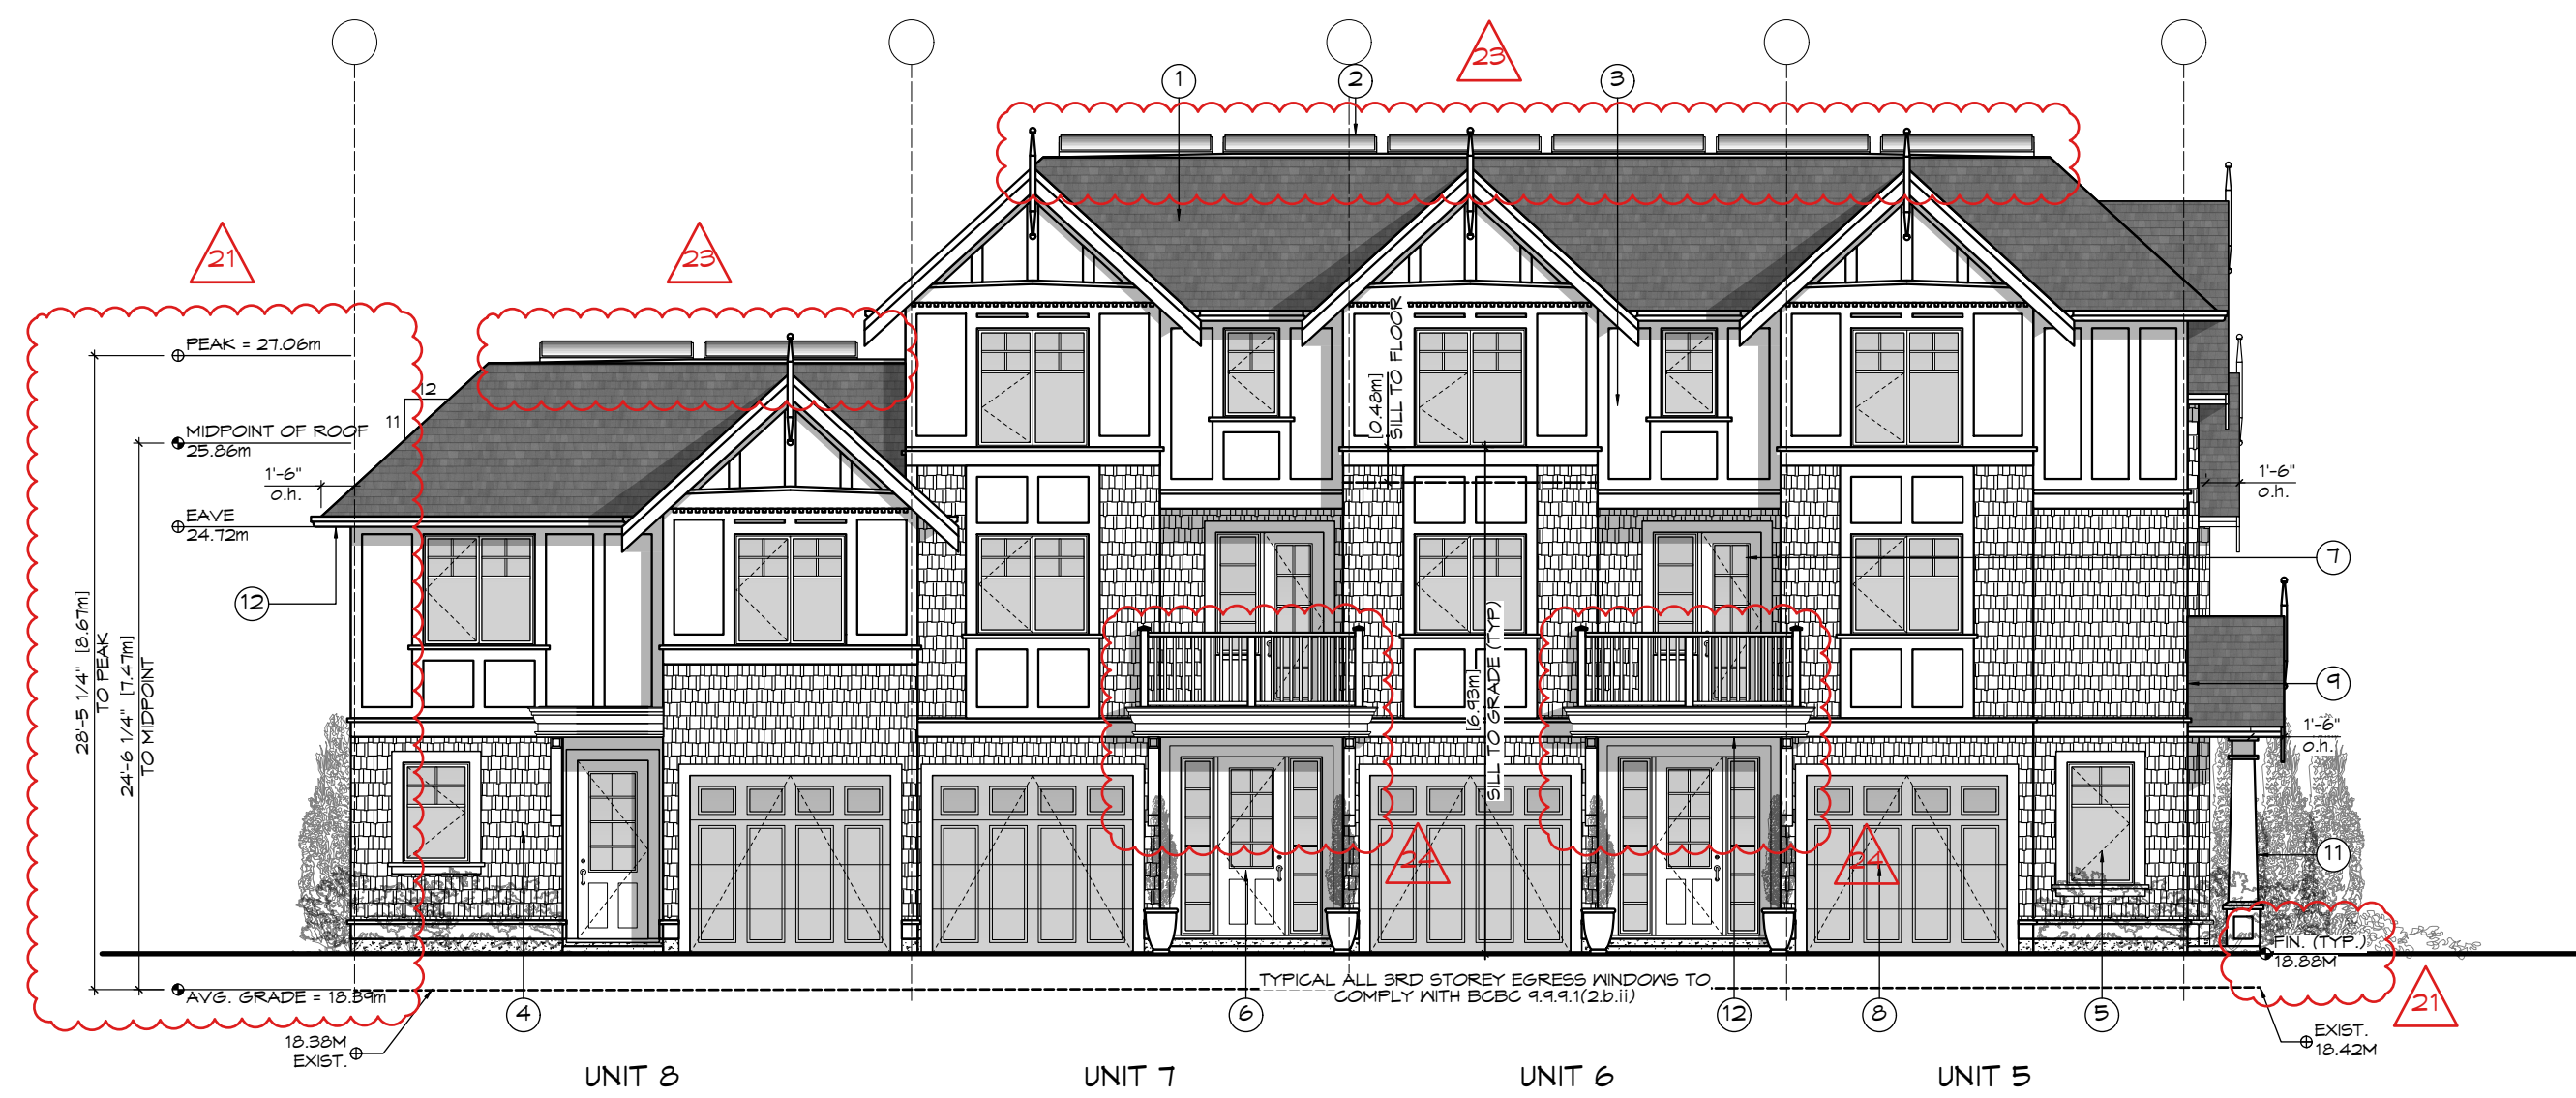 1
2
23
3
21
23
PEAK = 27.06m
12
11
MIDPOINT OF ROOF
25.86m
1'-6"
o.h.
EAVE
24.72m
12
28'-5 1/4" [8.67m]
TO PEAK
24'-6 1/4" [7.47m]
TO MIDPOINT
[0.48m]
SILL TO FLOOR
[6.93m]
SILL TO GRADE (TYP)
1'-6"
o.h.
7
9
1'-6"
o.h.
11
24
24
FIN. (TYP.)
18.88M
21
AVG. GRADE = 18.39m
18.38M
EXIST.
4
6
TYPICAL ALL 3RD STOREY EGRESS WINDOWS TO
COMPLY WITH BCBC 9.9.9.1(2.b.ii)
12
8
5
EXIST.
18.42M
UNIT 8
UNIT 7
UNIT 6
UNIT 5